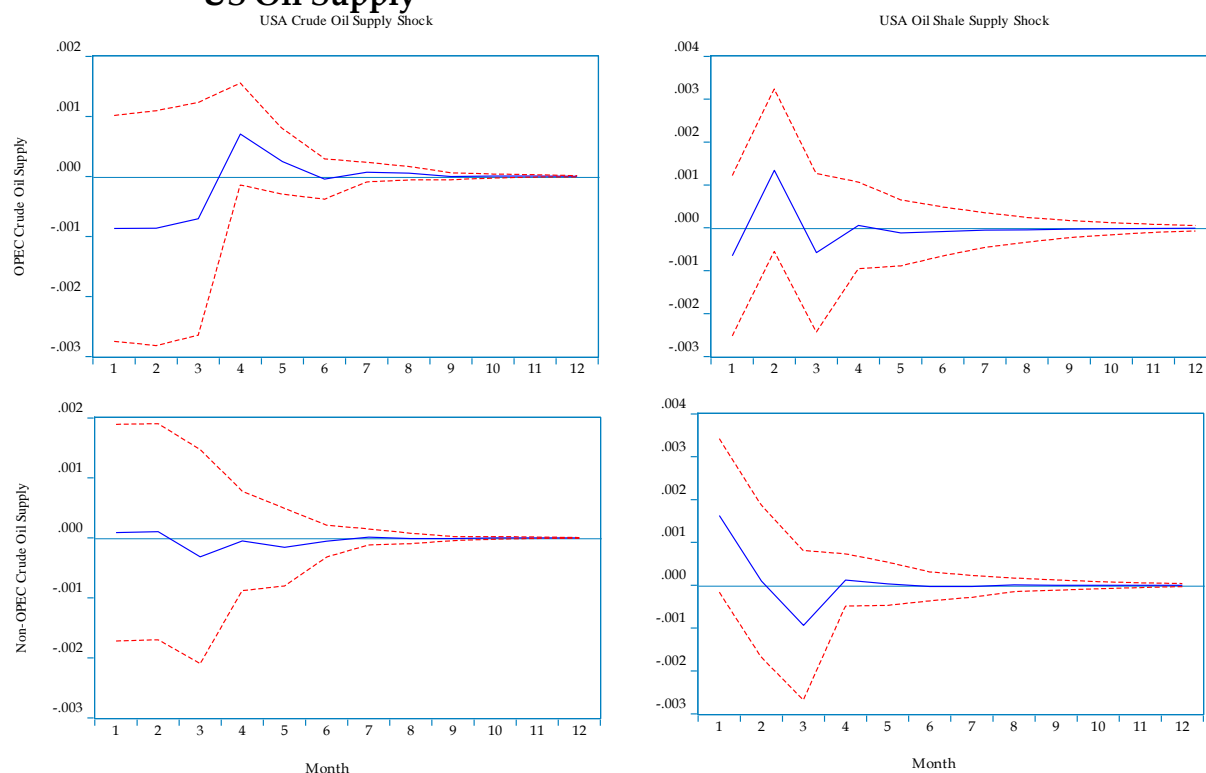 US Oil Supply
USA Crude Oil Supply Shock
USA Oil Shale Supply Shock
OPEC Crude Oil Supply
.002
.001
.000
-.001
-.002
-.003
1 2 3 4 5 6 7 8 9 10 11 12
.004
.003
.002
.001
.000
-.001
-.002
-.003
1 2 3 4 5 6 7 8 9 10 11 12
Non-OPEC Crude Oil Supply
.002
.001
.000
-.001
-.002
-.003
1 2 3 4 5 6 7 8 9 10 11 12
Month
.004
.003
.002
.001
.000
-.001
-.002
-.003
1 2 3 4 5 6 7 8 9 10 11 12
Month